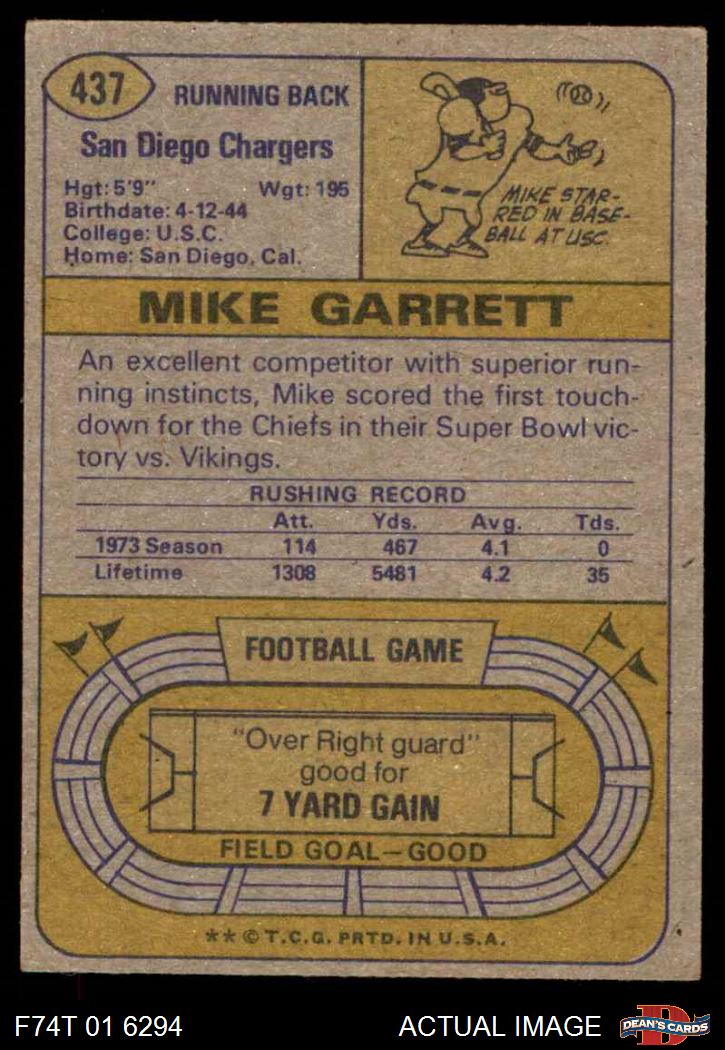 437
RUNNING BACK
San Diego Chargers
Hgt: 5'9" Wgt: 195
Birthdate: 4-12-44
College: U.S.C.
Home: San Diego, Cal.
MIKE STAR-
RED IN BASE-
BALL AT USC.
MIKE GARRETT
An excellent competitor with superior run-
ning instincts, Mike scored the first touch-
down for the Chiefs in their Super Bowl vic-
tory vs. Vikings.
RUSHING RECORD
Att. Yds. Avg. Tds.
1973 Season 114 467 4.1 0
Lifetime 1308 5481 4.2 35
FOOTBALL GAME
"Over Right guard"
good for
7 YARD GAIN
FIELD GOAL—GOOD
** © T.C.G. PRTD. IN U.S.A.
F74T 01 6294 ACTUAL IMAGE
D
DEAN'S CARDS